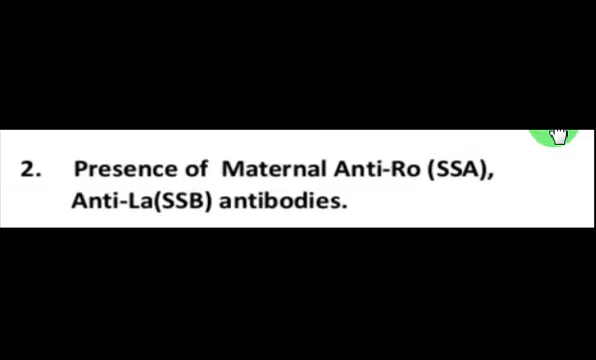 2. Presence of Maternal Anti-Ro (SSA),
Anti-La(SSB) antibodies.